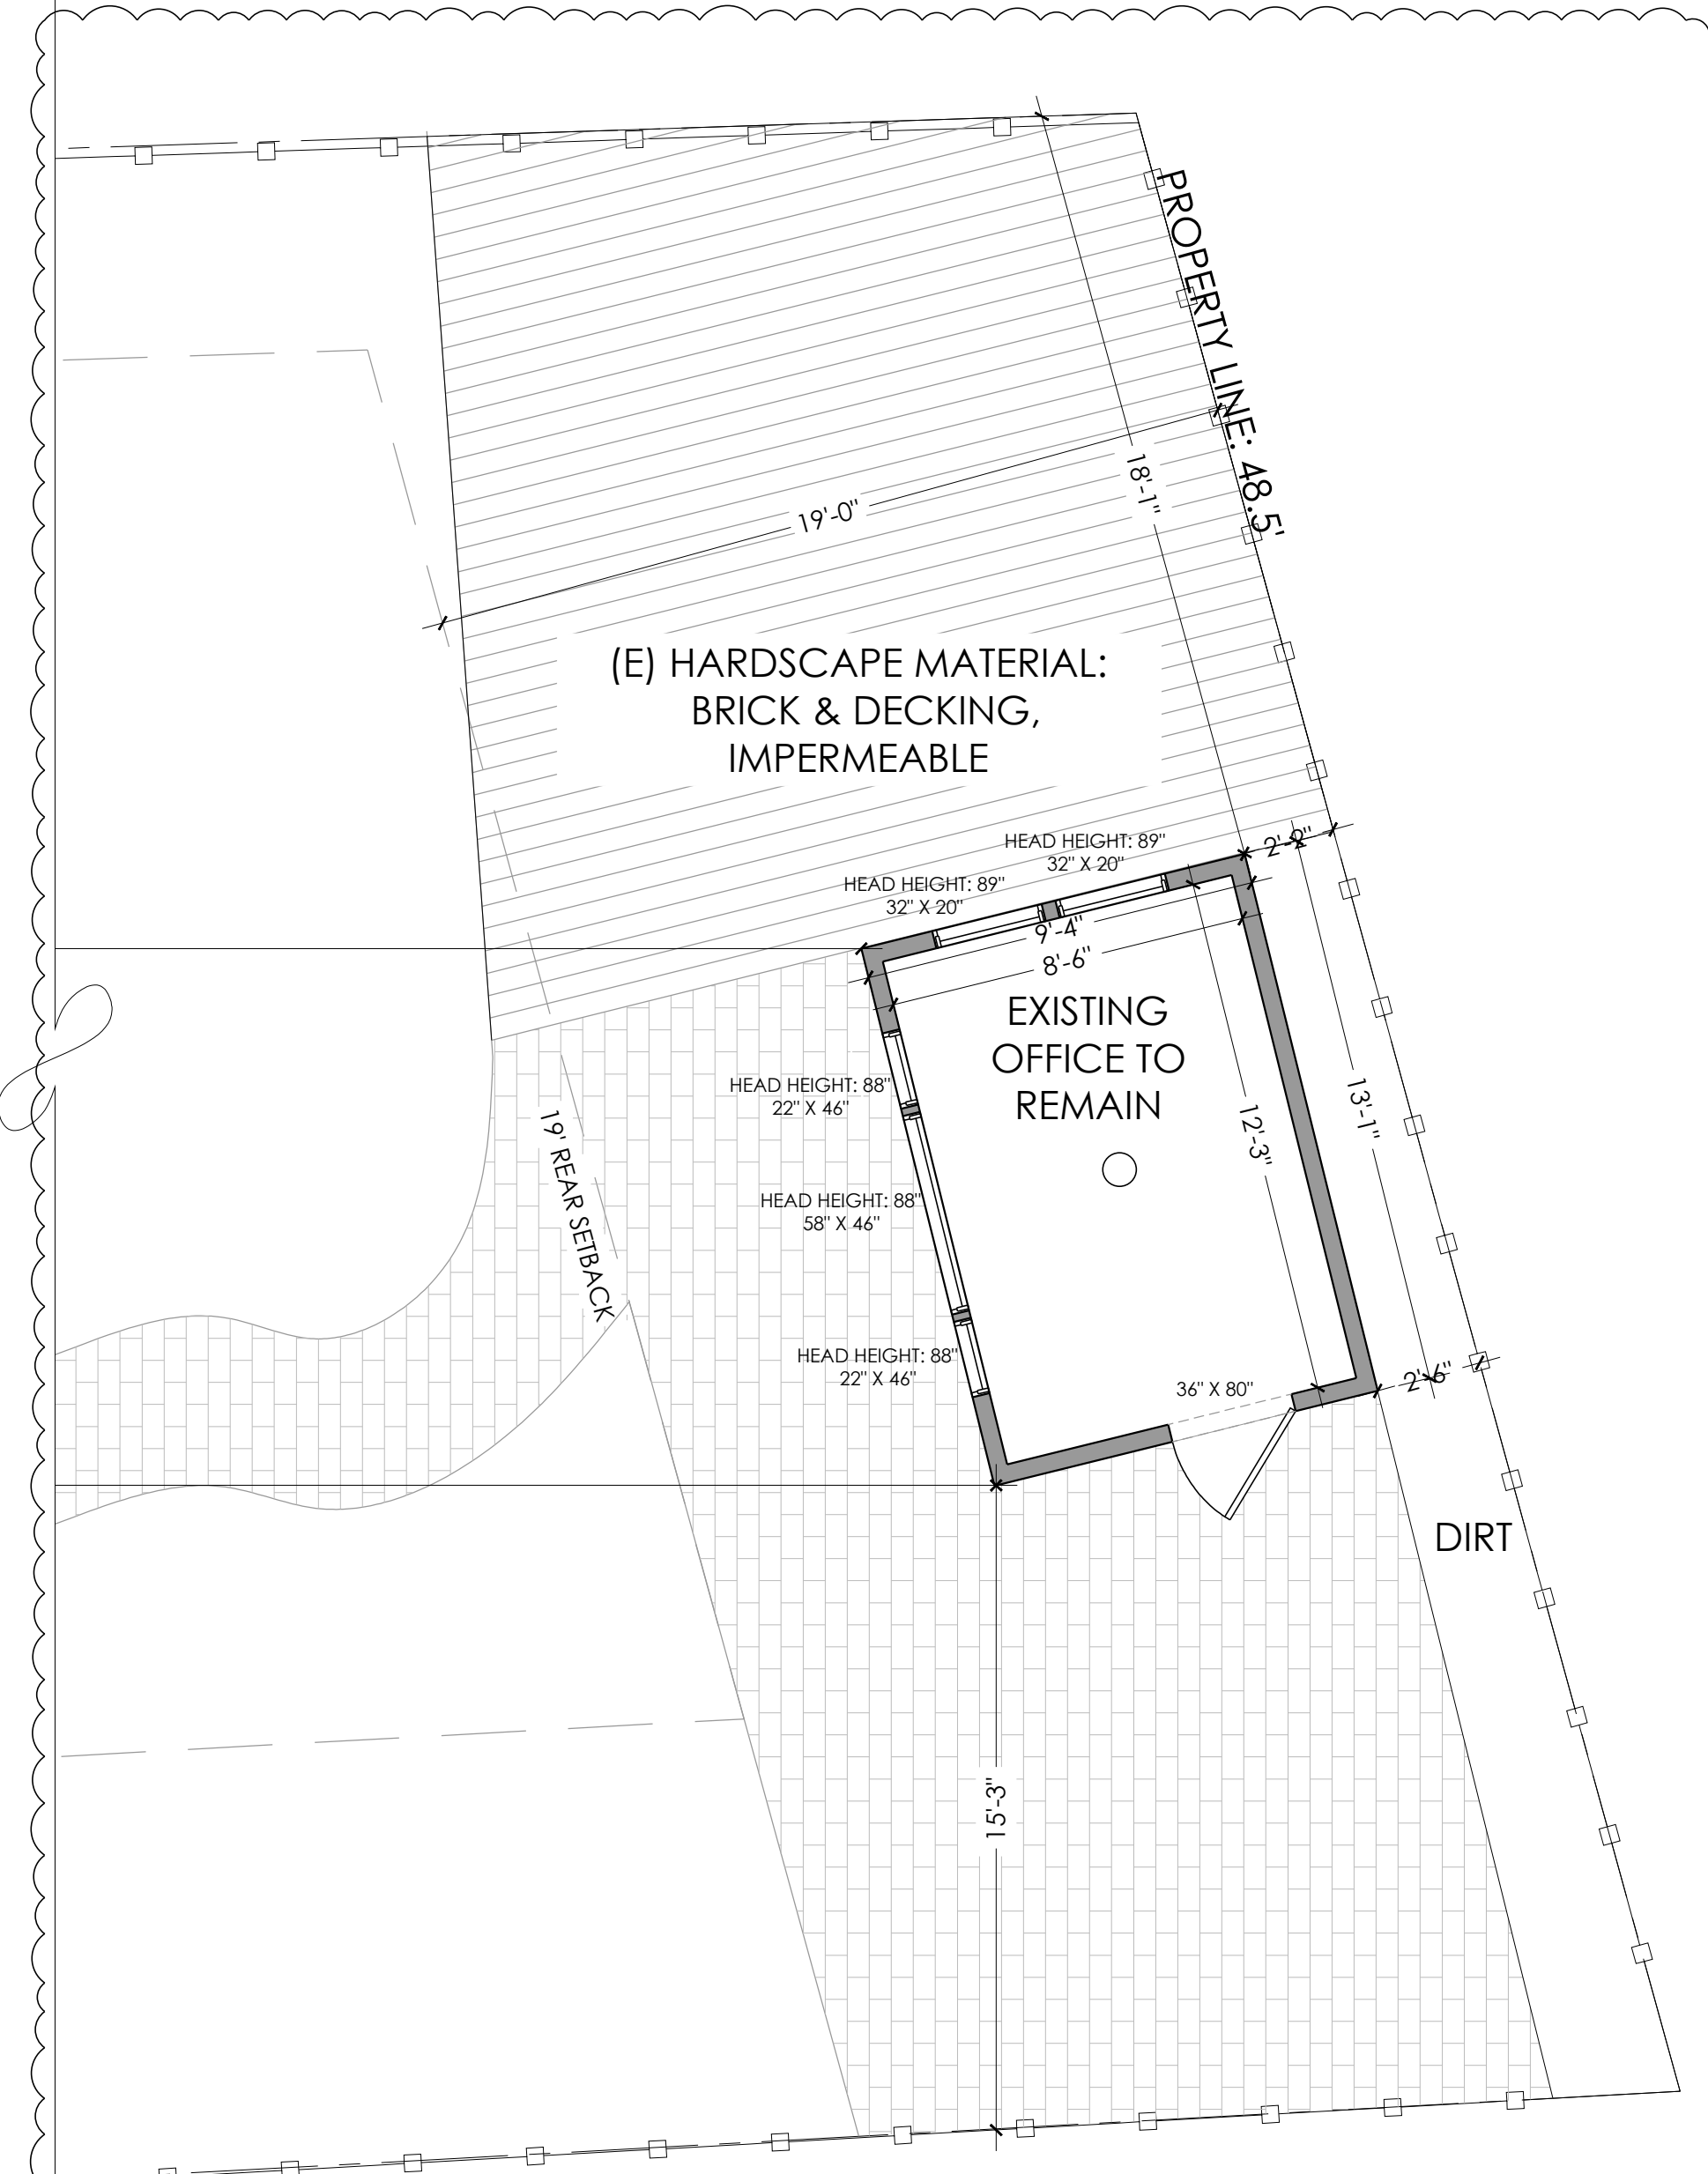 PROPERTY LINE: 48.5'
18'-1"
19'-0"
(E) HARDSCAPE MATERIAL:
BRICK & DECKING,
IMPERMEABLE
HEAD HEIGHT: 89"
32" X 20"
2'-2"
HEAD HEIGHT: 89"
32" X 20"
9'-4"
8'-6"
EXISTING
OFFICE TO
REMAIN
HEAD HEIGHT: 88"
22" X 46"
13'-1"
12'-3"
19' REAR SETBACK
HEAD HEIGHT: 88"
58" X 46"
HEAD HEIGHT: 88"
22" X 46"
36" X 80"
2'-6"
DIRT
15'-3"